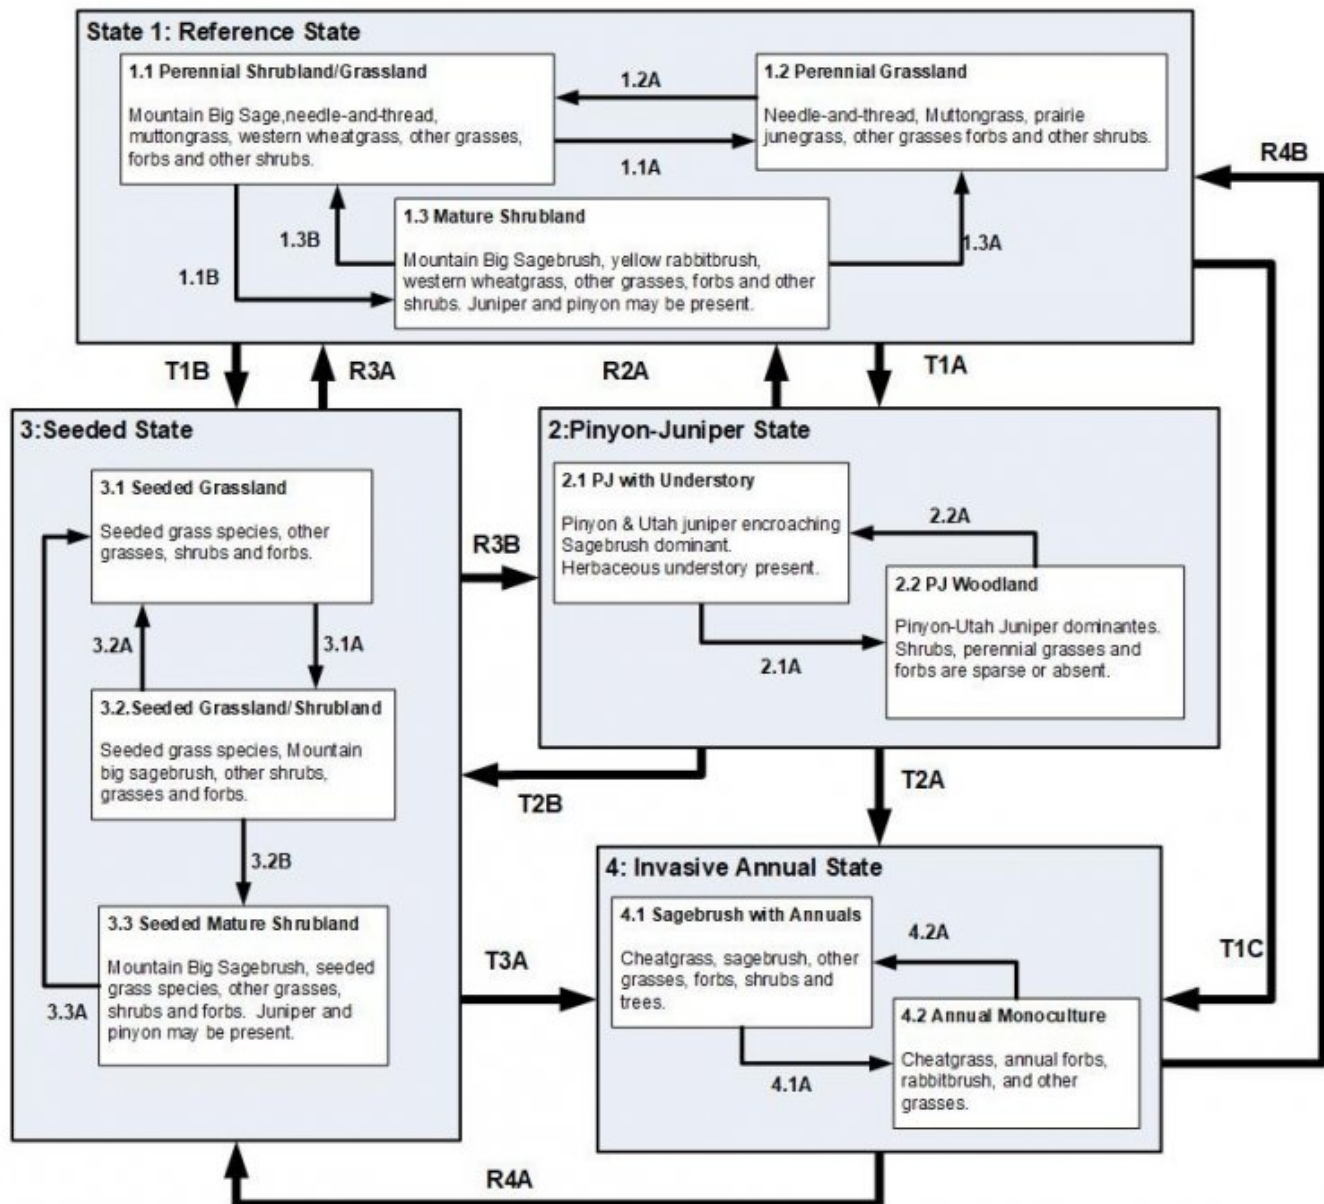 State 1: Reference State
1.1 Perennial Shrubland/Grassland
Mountain Big Sage,needle-and-thread,
muttongrass, western wheatgrass, other grasses,
forbs and other shrubs.
1.2A
1.1A
1.2 Perennial Grassland
Needle-and-thread, Muttongrass, prairie
junegrass, other grasses forbs and other shrubs.
R4B
1.3B
1.1B
1.3 Mature Shrubland
Mountain Big Sagebrush, yellow rabbitbrush,
western wheatgrass, other grasses, forbs and other
shrubs. Juniper and pinyon may be present.
1.3A
T1B
R3A
R2A
T1A
3:Seeded State
3.1 Seeded Grassland
Seeded grass species, other
grasses, shrubs and forbs.
3.2A
3.1A
3.2.Seeded Grassland/Shrubland
Seeded grass species, Mountain
big sagebrush, other shrubs,
grasses and forbs.
3.2B
3.3 Seeded Mature Shrubland
Mountain Big Sagebrush, seeded
grass species, other grasses,
shrubs and forbs. Juniper and
pinyon may be present.
3.3A
R3B
2:Pinyon-Juniper State
2.1 PJ with Understory
Pinyon & Utah juniper encroaching
Sagebrush dominant.
Herbaceous understory present.
2.2A
2.1A
2.2 PJ Woodland
Pinyon-Utah Juniper dominantes.
Shrubs, perennial grasses and
forbs are sparse or absent.
T2B
T2A
T3A
4: Invasive Annual State
4.1 Sagebrush with Annuals
Cheatgrass, sagebrush, other
grasses, forbs, shrubs and
trees.
4.2A
4.1A
4.2 Annual Monoculture
Cheatgrass, annual forbs,
rabbitbrush, and other
grasses.
T1C
R4A